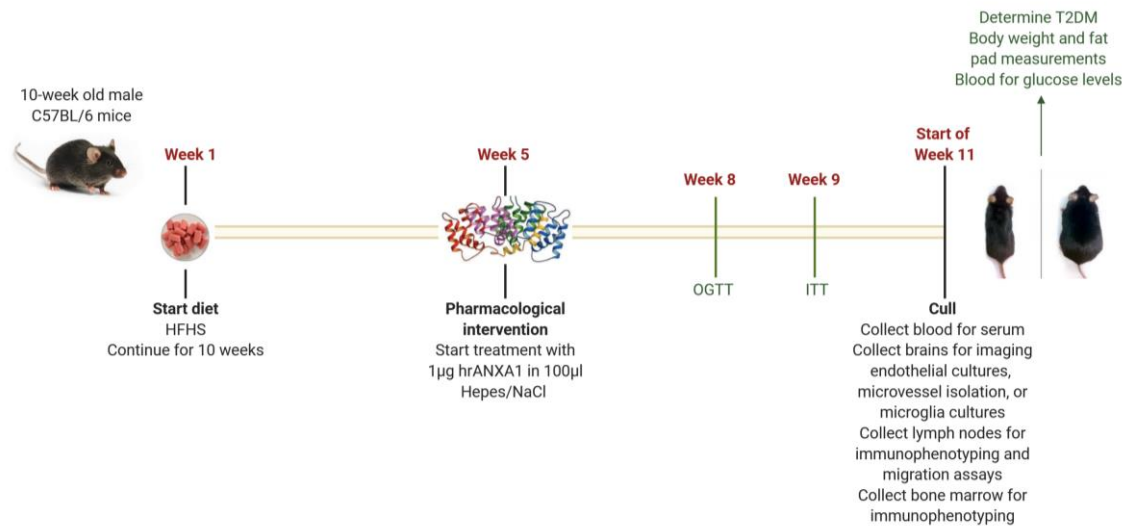 10-week old male
C57BL/6 mice
Week 1
Start diet
HFHS
Continue for 10 weeks
Week 5
Pharmacological
intervention
Start treatment with
1µg hrANXA1 in 100µl
Hepes/NaCl
Week 8
OGTT
Week 9
ITT
Start of
Week 11
Cull
Collect blood for serum
Collect brains for imaging
endothelial cultures,
microvessel isolation, or
microglia cultures
Collect lymph nodes for
immunophenotyping and
migration assays
Collect bone marrow for
immunophenotyping
Determine T2DM
Body weight and fat
pad measurements
Blood for glucose levels